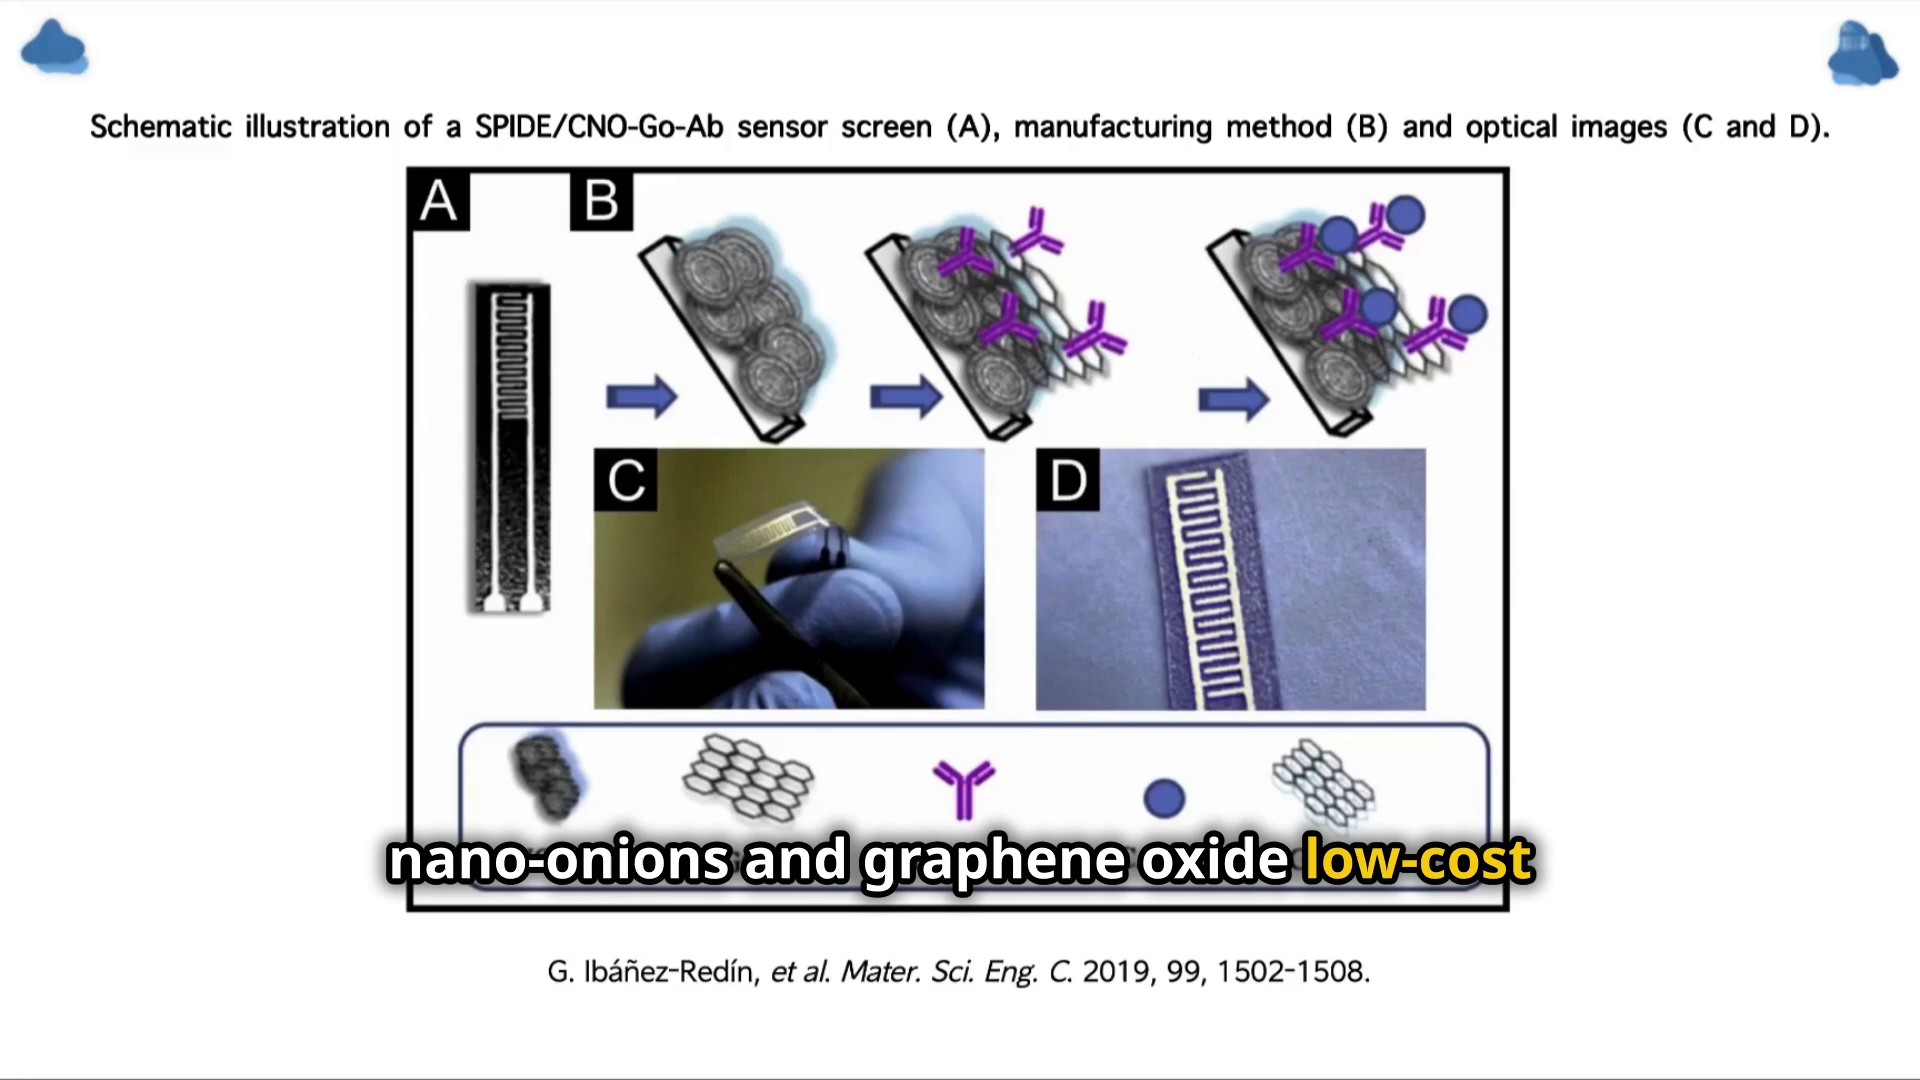 Schematic illustration of a SPIDE/CNO-Go-Ab sensor screen (A), manufacturing method (B) and optical images (C and D).
A
B
C
D
nano-onions and graphene oxide low-cost
G. Ibáñez-Redín, et al. Mater. Sci. Eng. C. 2019, 99, 1502-1508.